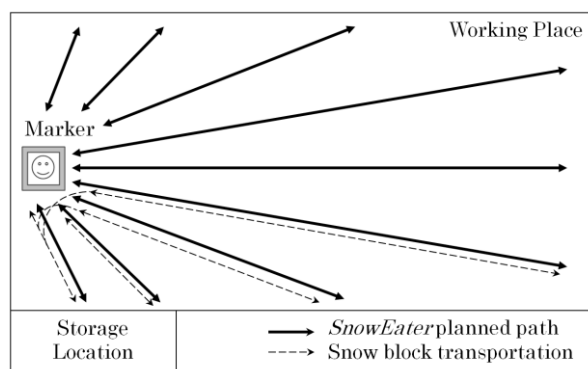 Working Place
Marker
Storage
Location
SnowEater planned path
Snow block transportation